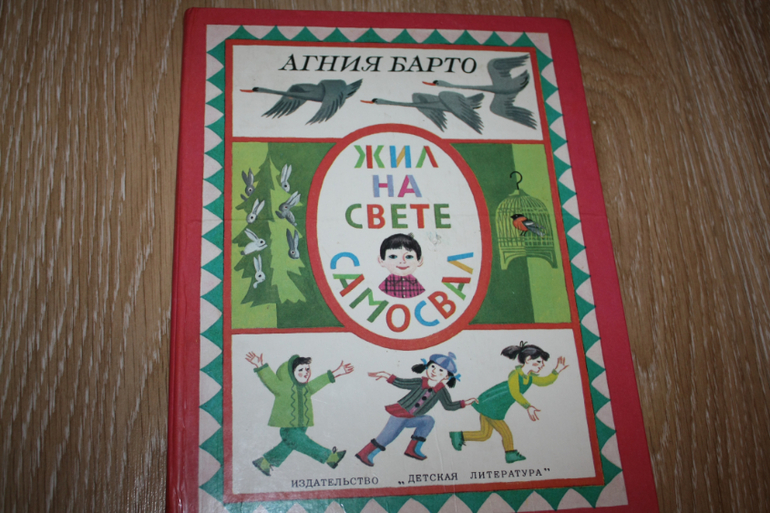 АГНИЯ БАРТО
ЖИЛ
НА
СВЕТЕ
САМОСВАЛ
ИЗДАТЕЛЬСТВО „ДЕТСКАЯ ЛИТЕРАТУРА"